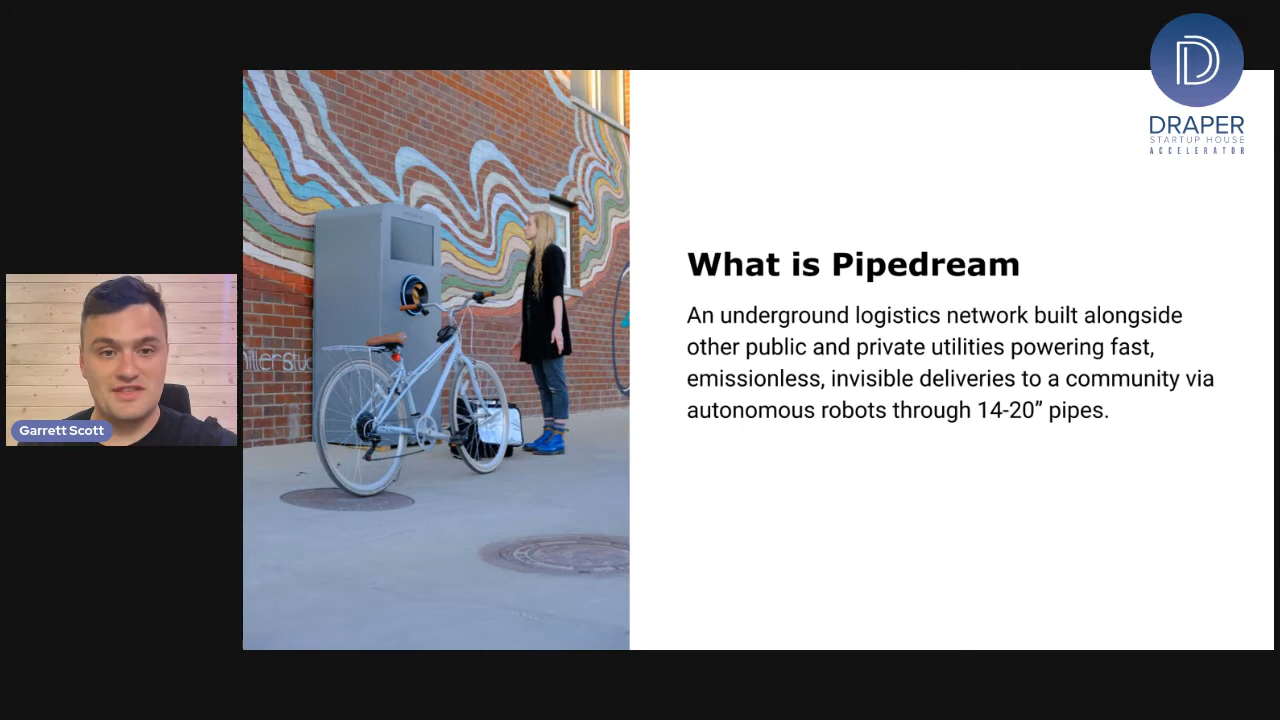 DRAPER
STARTUP HOUSE
ACCELERATOR
What is Pipedream
An underground logistics network built alongside
other public and private utilities powering fast,
emissionless, invisible deliveries to a community via
autonomous robots through 14-20” pipes.
Garrett Scott